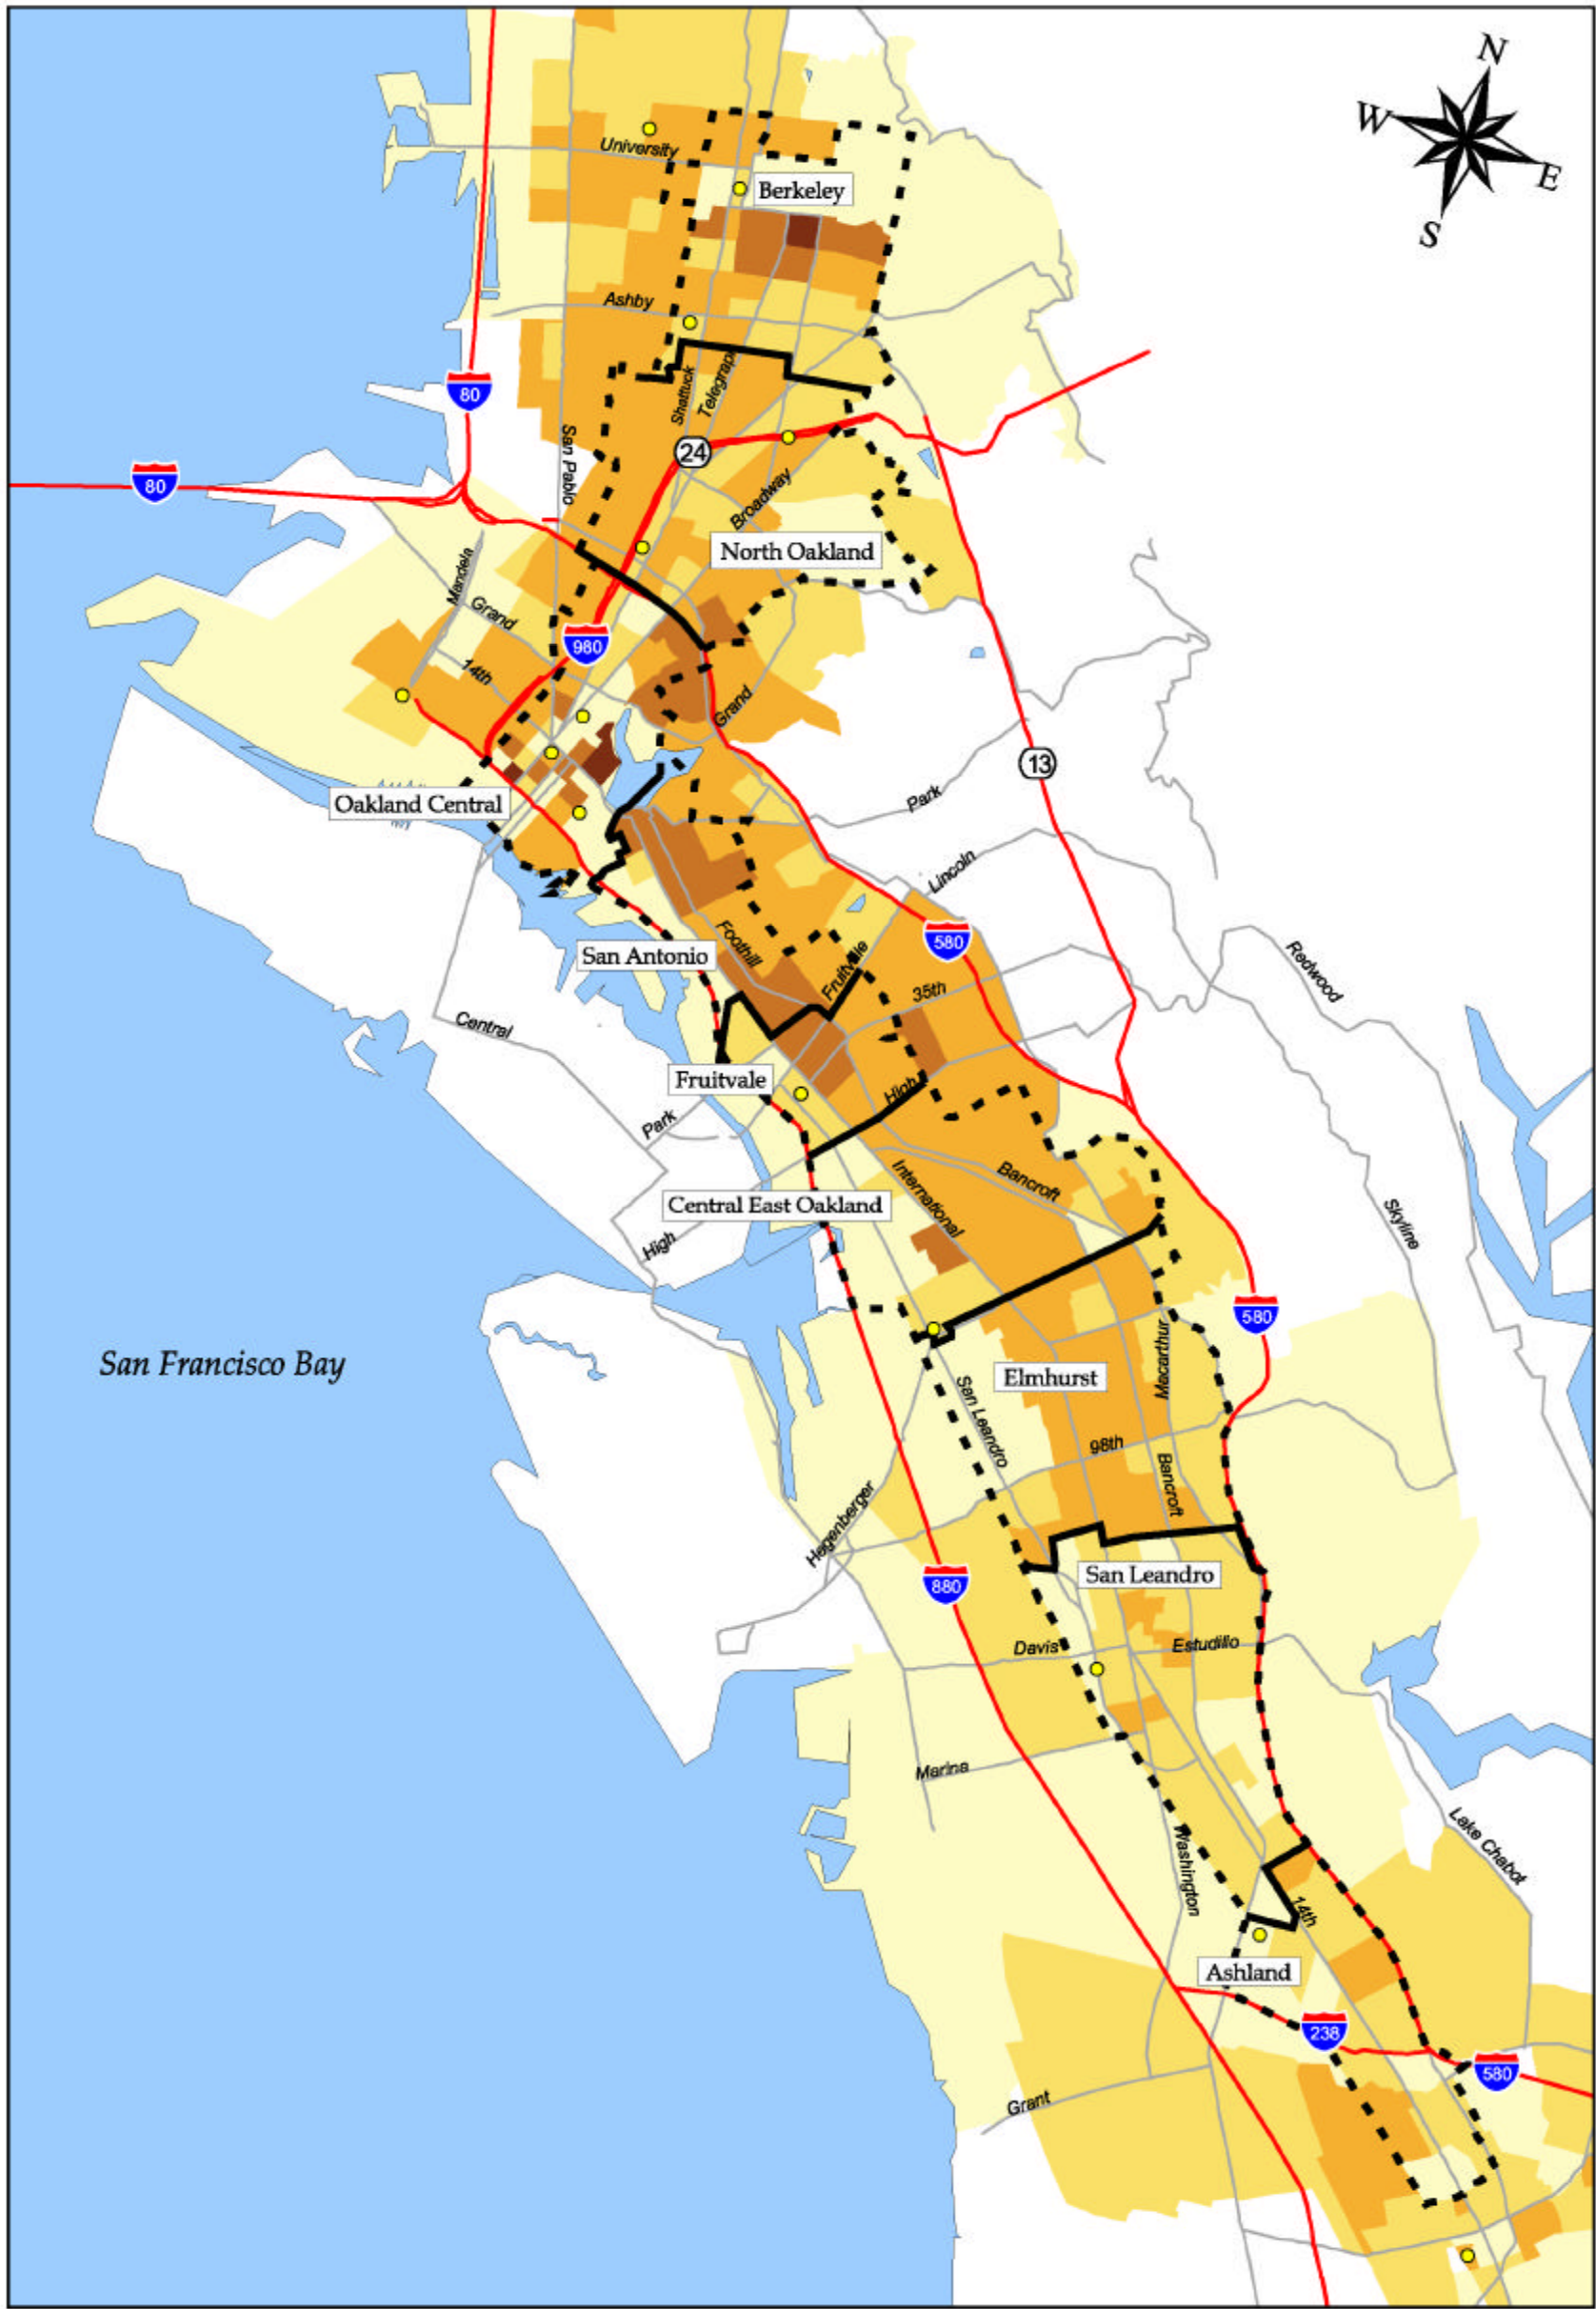 N
W
E
S
University
Berkeley
Ashby
Shattuck
Telegraph
80
San Pablo
24
80
Broadway
North Oakland
Mandela
Grand
980
14th
Grand
13
Park
Oakland Central
Lincoln
580
Foothill
San Antonio
Fruitvale
Redwood
35th
Central
Fruitvale
High
Park
Bancroft
International
Central East Oakland
Skyline
High
580
San Francisco Bay
Macarthur
Elmhurst
San Leandro
98th
Bancroft
Hegenberger
San Leandro
880
Davis
Estudillo
Marina
Lake Chabot
Washington
14th
Ashland
238
580
Grant